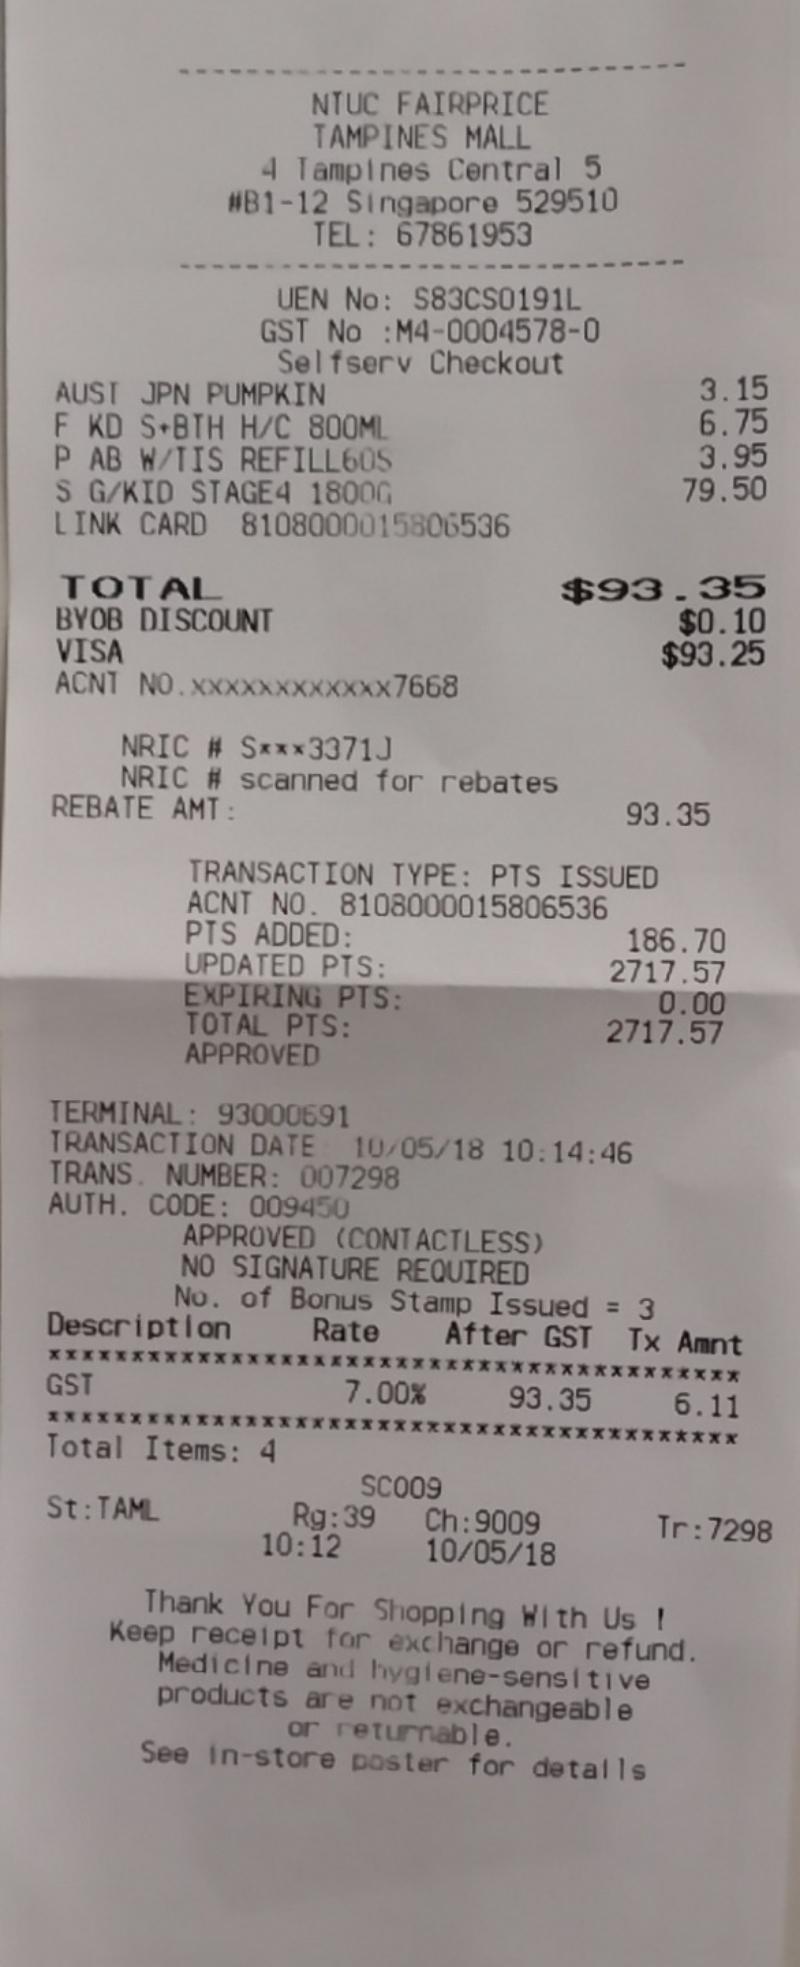 NTUC FAIRPRICE
TAMPINES MALL
4 Tampines Central 5
#B1-12 Singapore 529510
TEL: 67861953
UEN No: S83CS0191L
GST No :M4-0004578-0
Selfserv Checkout
AUST JPN PUMPKIN 3.15
F KD S+BTH H/C 800ML 6.75
P AB W/TIS REFILL60S 3.95
S G/KID STAGE4 1800G 79.50
LINK CARD 8108000015806536
TOTAL $93.35
BYOB DISCOUNT $0.10
VISA $93.25
ACNT NO.xxxxxxxxxxxx7668
NRIC # S***3371J
NRIC # scanned for rebates
REBATE AMT: 93.35
TRANSACTION TYPE: PTS ISSUED
ACNT NO. 8108000015806536
PTS ADDED: 186.70
UPDATED PTS: 2717.57
EXPIRING PTS: 0.00
TOTAL PTS: 2717.57
APPROVED
TERMINAL: 93000691
TRANSACTION DATE 10/05/18 10:14:46
TRANS. NUMBER: 007298
AUTH. CODE: 009450
APPROVED (CONTACTLESS)
NO SIGNATURE REQUIRED
No. of Bonus Stamp Issued = 3
Description Rate After GST Tx Amnt
*****************************************
GST 7.00% 93.35 6.11
*****************************************
Total Items: 4
SC009
St:TAML Rg:39 Ch:9009 Tr:7298
10:12 10/05/18
Thank You For Shopping With Us !
Keep receipt for exchange or refund.
Medicine and hygiene-sensitive
products are not exchangeable
or returnable.
See in-store poster for details